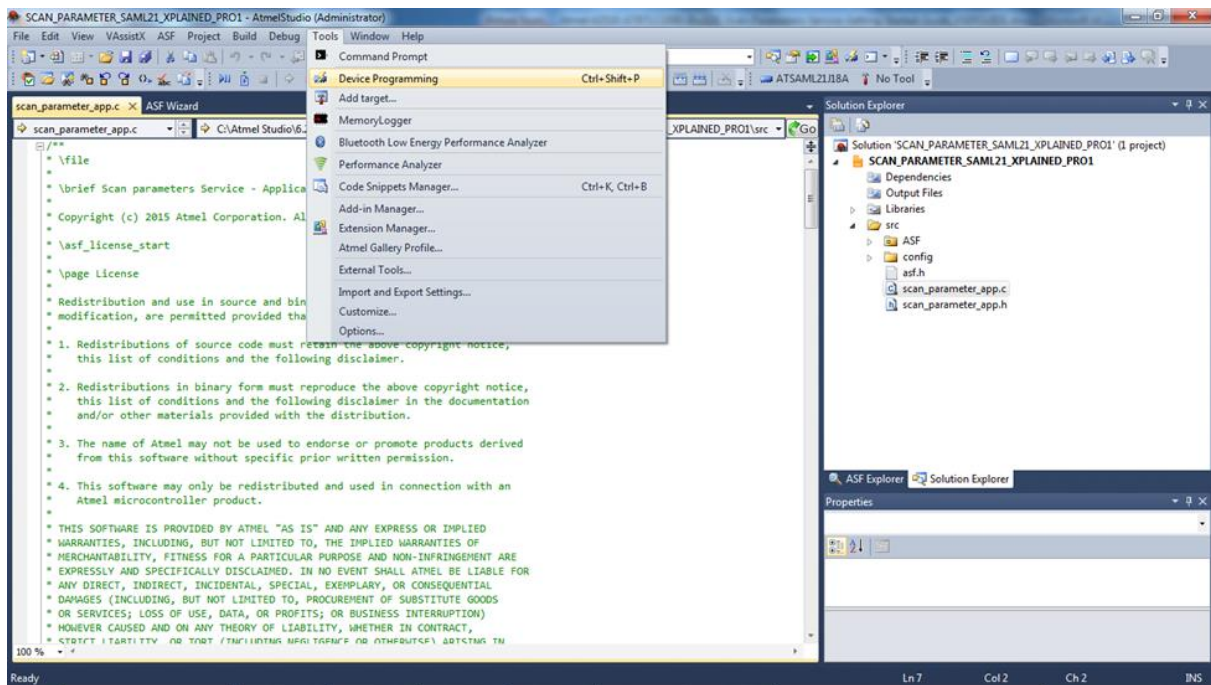 SCAN_PARAMETER_SAML21_XPLAINED_PRO1 - AtmelStudio (Administrator)
File Edit View VAssistX ASF Project Build Debug Tools Window Help
ATSAML21J18A No Tool
Command Prompt
Device Programming Ctrl+Shift+P
Add target...
MemoryLogger
Bluetooth Low Energy Performance Analyzer
Performance Analyzer
Code Snippets Manager... Ctrl+K, Ctrl+B
Add-in Manager...
Extension Manager...
Atmel Gallery Profile...
External Tools...
Import and Export Settings...
Customize...
Options...
scan_parameter_app.c ASF Wizard
scan_parameter_app.c C:\Atmel Studio\6. _XPLAINED_PRO1\src Go
/**
* \file
*
* \brief Scan parameters Service - Applica
*
* Copyright (c) 2015 Atmel Corporation. Al
*
* \asf_license_start
*
* \page License
*
* Redistribution and use in source and bin
* modification, are permitted provided tha
*
* 1. Redistributions of source code must retain the above copyright notice,
* this list of conditions and the following disclaimer.
*
* 2. Redistributions in binary form must reproduce the above copyright notice,
* this list of conditions and the following disclaimer in the documentation
* and/or other materials provided with the distribution.
*
* 3. The name of Atmel may not be used to endorse or promote products derived
* from this software without specific prior written permission.
*
* 4. This software may only be redistributed and used in connection with an
* Atmel microcontroller product.
*
* THIS SOFTWARE IS PROVIDED BY ATMEL "AS IS" AND ANY EXPRESS OR IMPLIED
* WARRANTIES, INCLUDING, BUT NOT LIMITED TO, THE IMPLIED WARRANTIES OF
* MERCHANTABILITY, FITNESS FOR A PARTICULAR PURPOSE AND NON-INFRINGEMENT ARE
* EXPRESSLY AND SPECIFICALLY DISCLAIMED. IN NO EVENT SHALL ATMEL BE LIABLE FOR
* ANY DIRECT, INDIRECT, INCIDENTAL, SPECIAL, EXEMPLARY, OR CONSEQUENTIAL
* DAMAGES (INCLUDING, BUT NOT LIMITED TO, PROCUREMENT OF SUBSTITUTE GOODS
* OR SERVICES; LOSS OF USE, DATA, OR PROFITS; OR BUSINESS INTERRUPTION)
* HOWEVER CAUSED AND ON ANY THEORY OF LIABILITY, WHETHER IN CONTRACT,
* STRICT LIABILITY, OR TORT (INCLUDING NEGLIGENCE OR OTHERWISE) ARISING IN
100 %
Solution Explorer
Solution 'SCAN_PARAMETER_SAML21_XPLAINED_PRO1' (1 project)
SCAN_PARAMETER_SAML21_XPLAINED_PRO1
Dependencies
Output Files
Libraries
src
ASF
config
asf.h
scan_parameter_app.c
scan_parameter_app.h
ASF Explorer Solution Explorer
Properties
Ready Ln 7 Col 2 Ch 2 INS